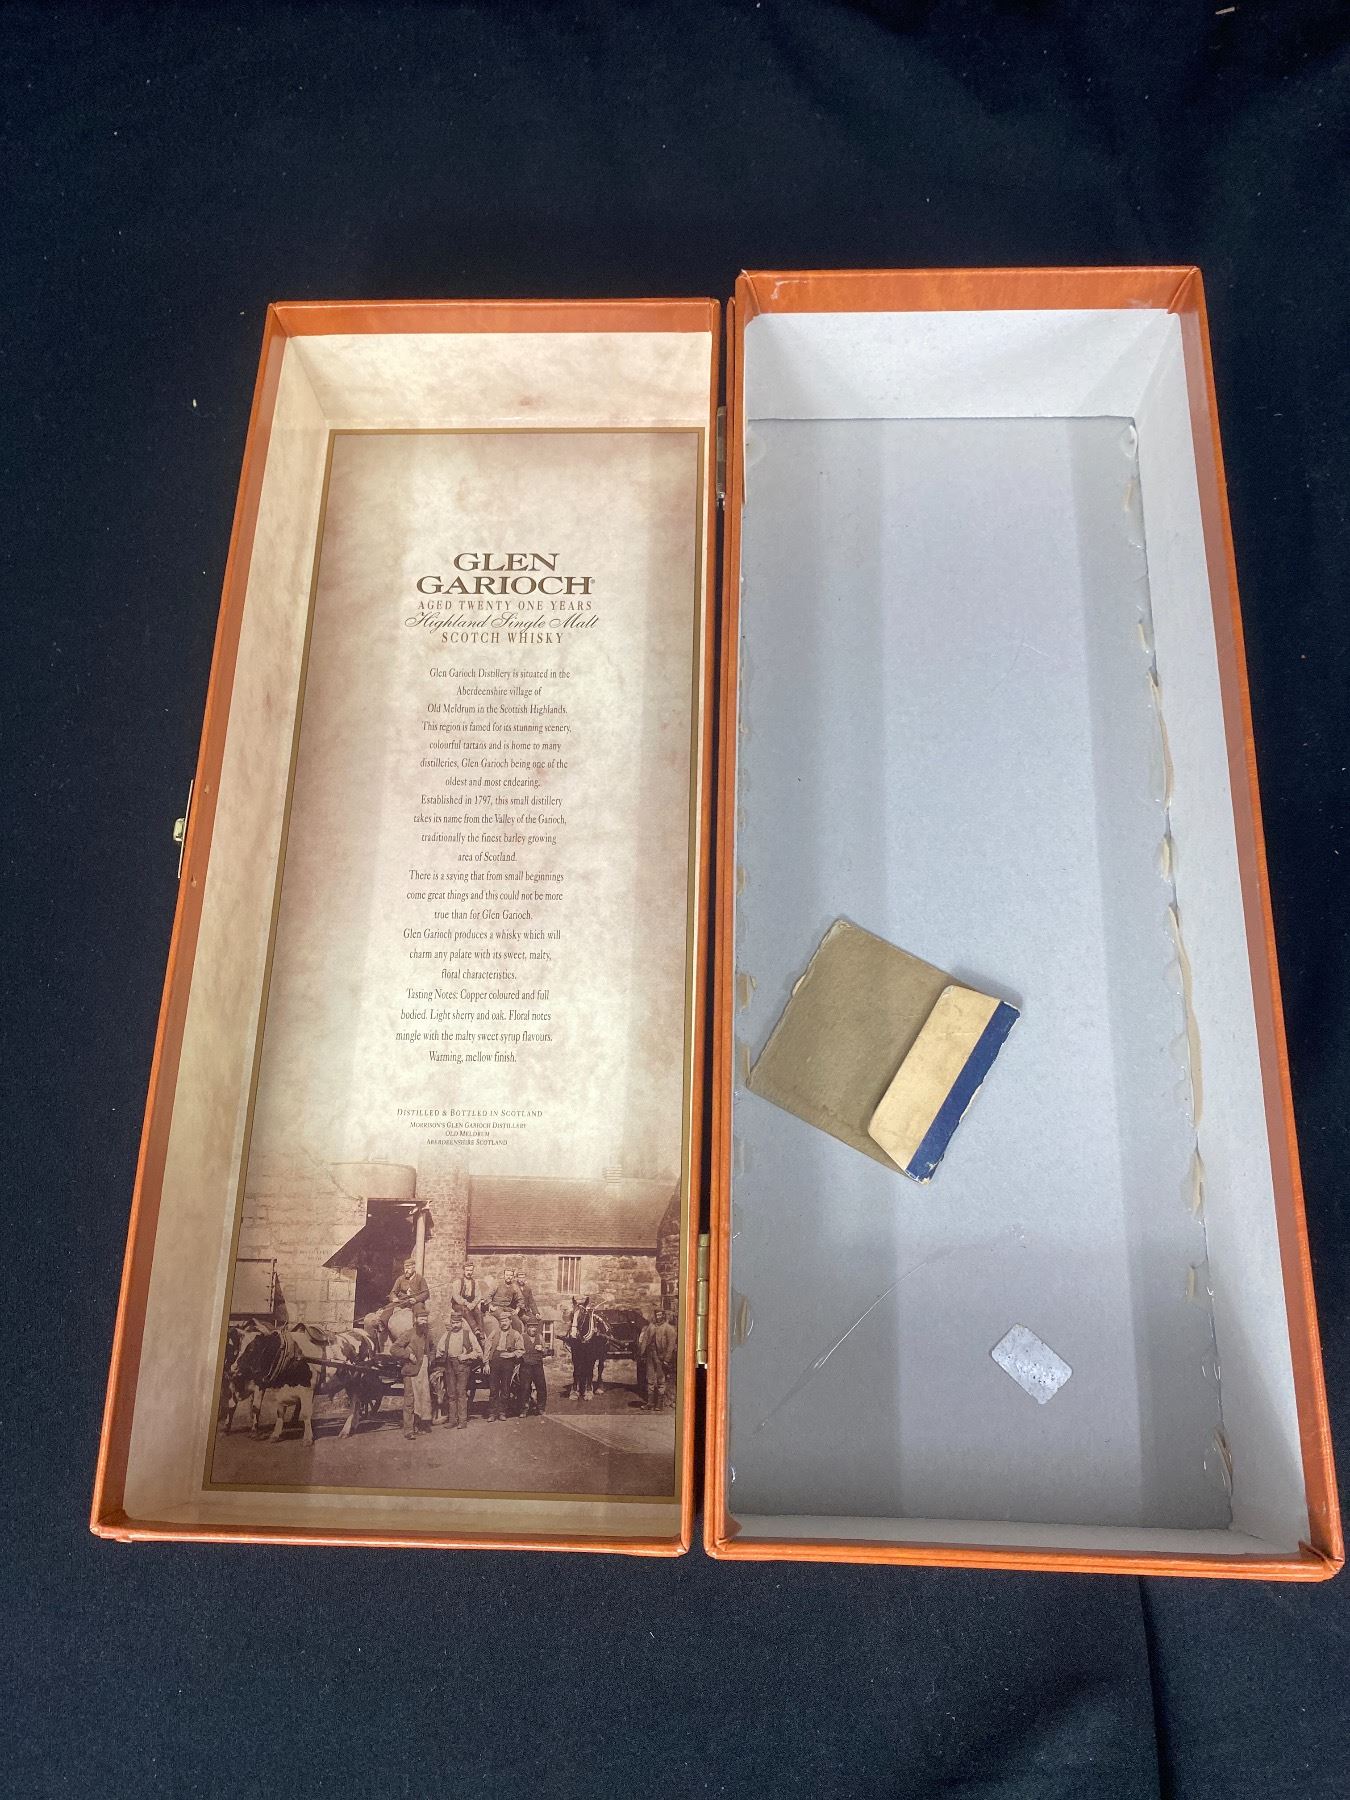 GLEN
GARIOCH®
AGED TWENTY ONE YEARS
Highland Single Malt
SCOTCH WHISKY
Glen Garioch Distillery is situated in the
Aberdeenshire village of
Old Meldrum in the Scottish Highlands.
This region is famed for its stunning scenery,
colourful tartans and is home to many
distilleries, Glen Garioch being one of the
oldest and most endearing.
Established in 1797, this small distillery
takes its name from the Valley of the Garioch,
traditionally the finest barley growing
area of Scotland.
There is a saying that from small beginnings
come great things and this could not be more
true than for Glen Garioch.
Glen Garioch produces a whisky which will
charm any palate with its sweet, malty,
floral characteristics.
Tasting Notes: Copper coloured and full
bodied. Light sherry and oak. Floral notes
mingle with the malty sweet syrup flavours.
Warming, mellow finish.
DISTILLED & BOTTLED IN SCOTLAND
MORRISON'S GLEN GARIOCH DISTILLERY
OLD MELDRUM
ABERDEENSHIRE SCOTLAND